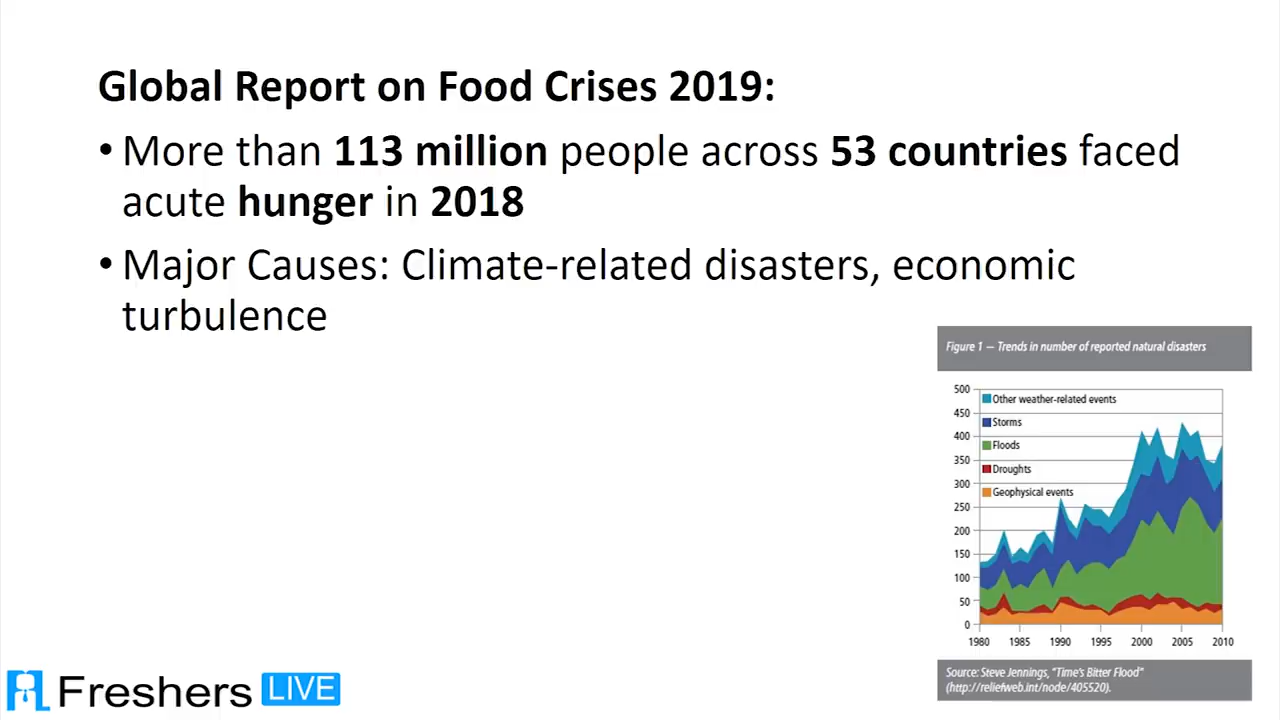 Global Report on Food Crises 2019:
• More than 113 million people across 53 countries faced
acute hunger in 2018
• Major Causes: Climate-related disasters, economic
turbulence
Figure 1 — Trends in number of reported natural disasters
500
450
400
350
300
250
200
150
100
50
0
Other weather-related events
Storms
Floods
Droughts
Geophysical events
1980 1985 1990 1995 2000 2005 2010
Source: Steve Jennings, "Time's Bitter Flood"
(http://reliefweb.int/node/405520).
Freshers LIVE